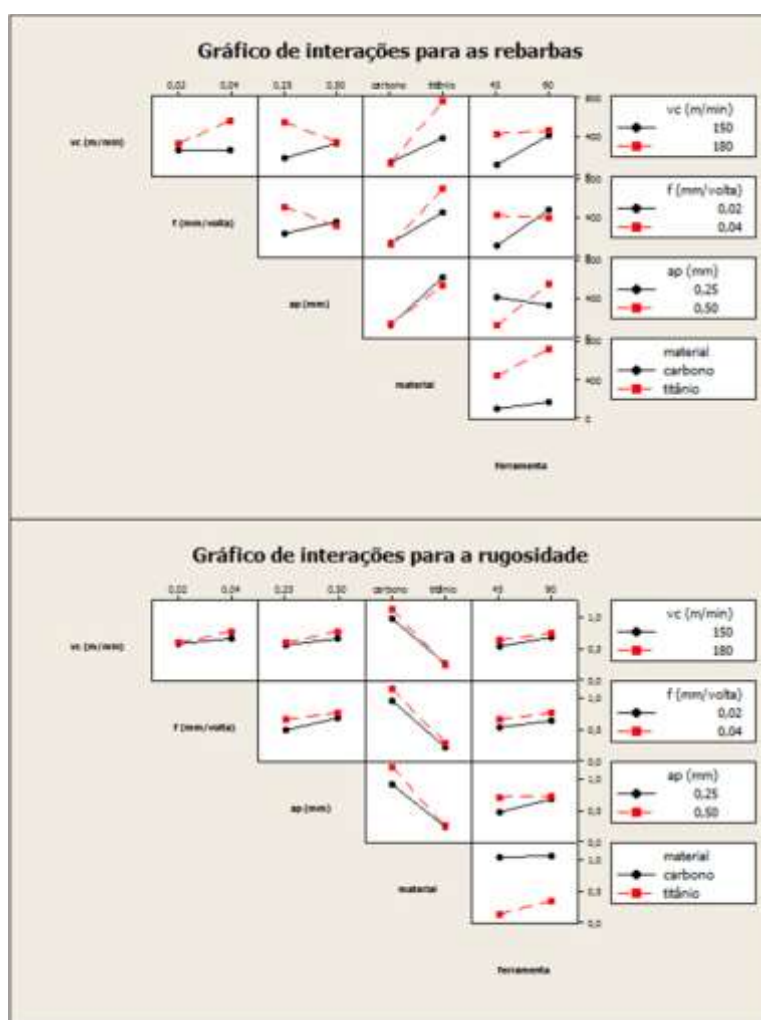 Gráfico de interações para as rebarbas
0,02 0,04 0,25 0,50 carbono titânio 45 60
800
vc (m/min)
400
0
vc (m/min)
150
180
800
f (mm/volta)
400
0
f (mm/volta)
0,02
0,04
800
ap (mm)
400
0
ap (mm)
0,25
0,50
800
material
400
0
material
carbono
titânio
ferramenta
Gráfico de interações para a rugosidade
0,02 0,04 0,25 0,50 carbono titânio 45 60
1,0
vc (m/min)
0,5
0,0
vc (m/min)
150
180
1,0
f (mm/volta)
0,5
0,0
f (mm/volta)
0,02
0,04
1,0
ap (mm)
0,5
0,0
ap (mm)
0,25
0,50
1,0
material
0,5
0,0
material
carbono
titânio
ferramenta